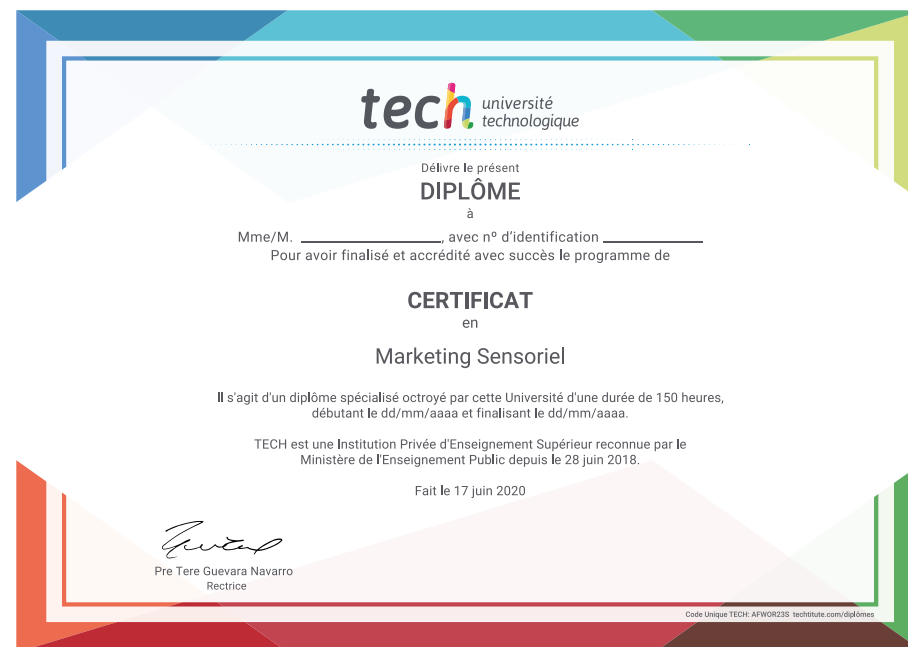 tech université
technologique
Délivre le présent
DIPLÔME
à
Mme/M. ____________________, avec nº d'identification ______________
Pour avoir finalisé et accrédité avec succès le programme de
CERTIFICAT
en
Marketing Sensoriel
Il s'agit d'un diplôme spécialisé octroyé par cette Université d'une durée de 150 heures,
débutant le dd/mm/aaaa et finalisant le dd/mm/aaaa.
TECH est une Institution Privée d'Enseignement Supérieur reconnue par le
Ministère de l'Enseignement Public depuis le 28 juin 2018.
Fait le 17 juin 2020
Pre Tere Guevara Navarro
Rectrice
Code Unique TECH: AFWOR23S techtitute.com/diplômes